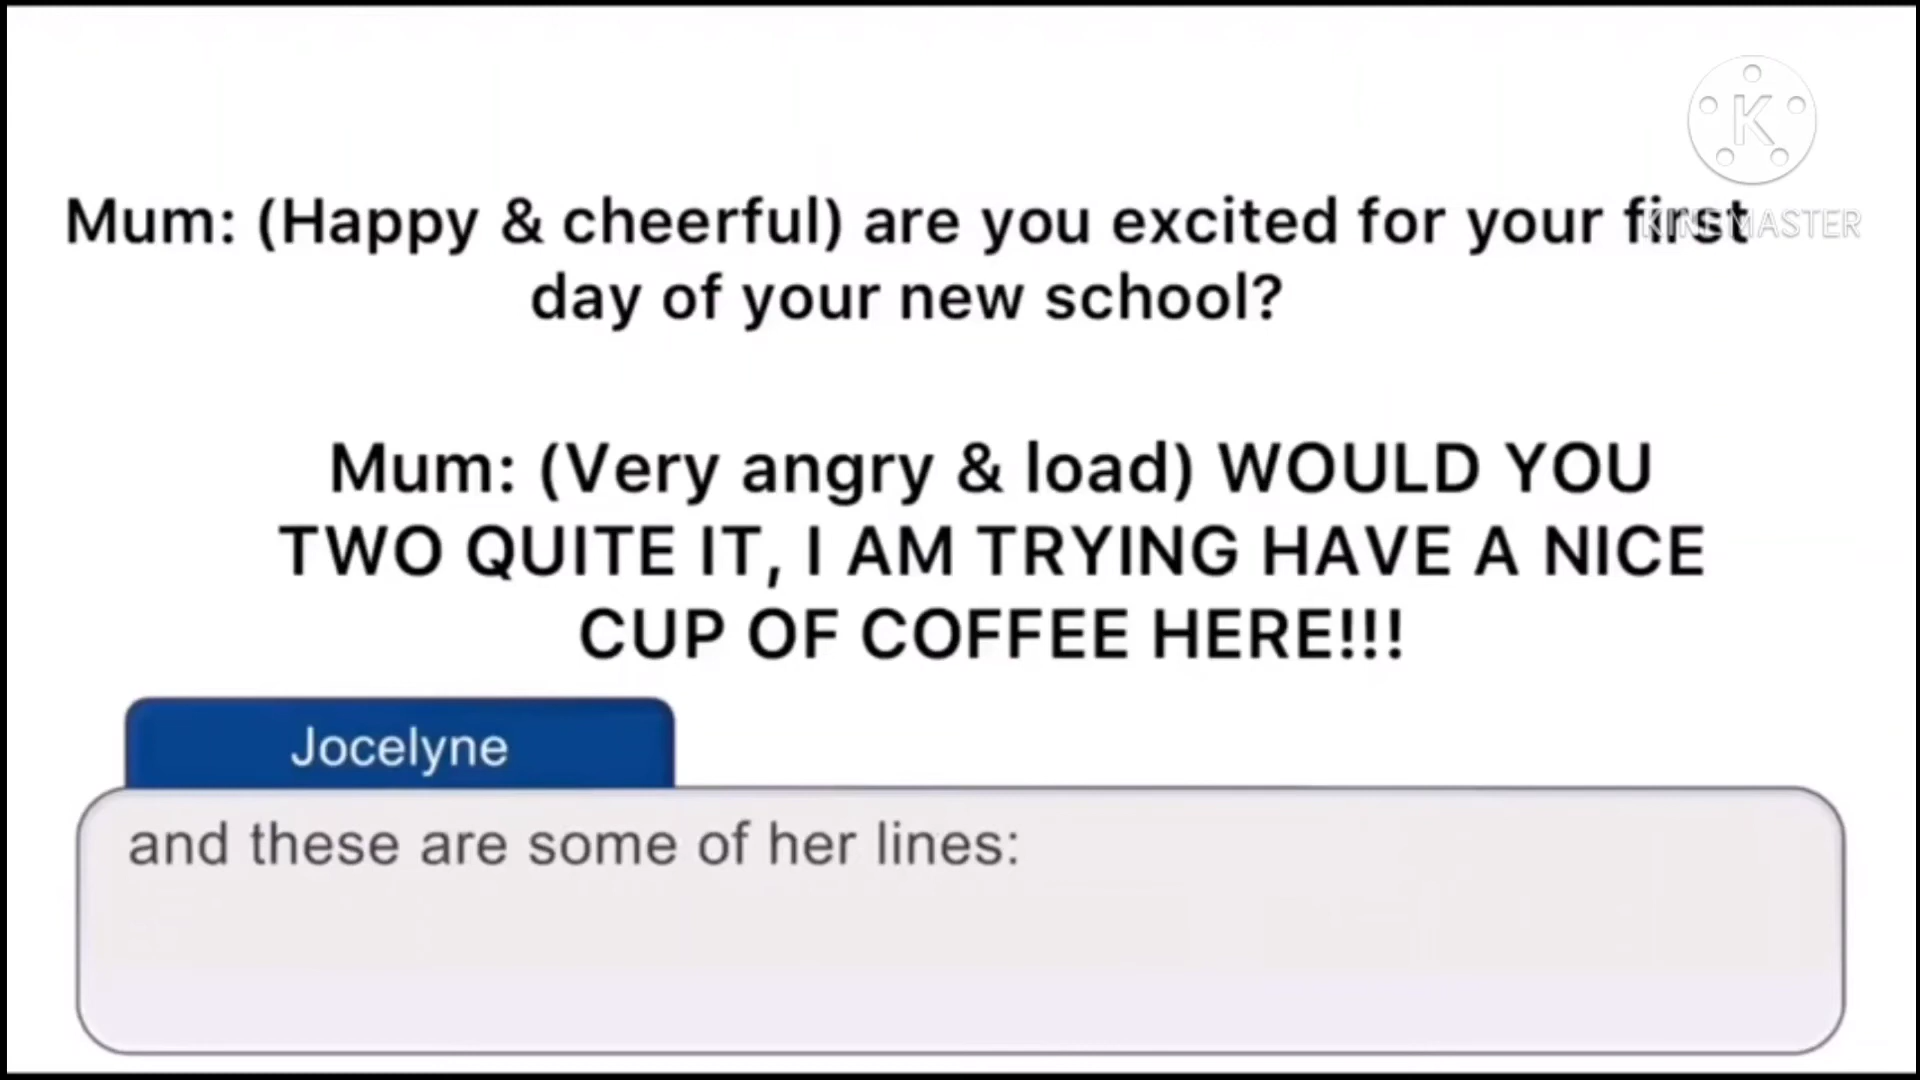 K
KINEMASTER
Mum: (Happy & cheerful) are you excited for your first
day of your new school?
Mum: (Very angry & load) WOULD YOU
TWO QUITE IT, I AM TRYING HAVE A NICE
CUP OF COFFEE HERE!!!
Jocelyne
and these are some of her lines: